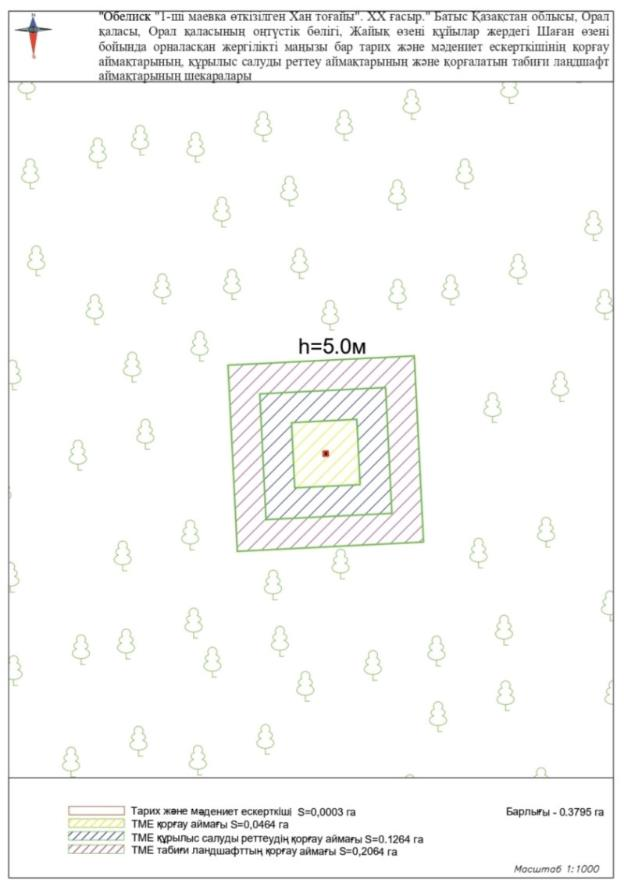 "Обелиск "1-ші маевка өткізілген Хан тоғайы". ХХ ғасыр." Батыс Қазақстан облысы, Орал
қаласы, Орал қаласының оңтүстік бөлігі, Жайық өзені құйылар жердегі Шаған өзені
бойында орналасқан жергілікті маңызы бар тарих және мәдениет ескерткішінің қорғау
аймақтарының, құрылыс салуды реттеу аймақтарының және қорғалатын табиғи ландшафт
аймақтарының шекаралары
h=5.0м
Тарих және мәдениет ескерткіші S=0,0003 га
Барлығы - 0.3795 га
ТМЕ қорғау аймағы S=0,0464 га
ТМЕ құрылыс салуды реттеудің қорғау аймағы S=0.1264 га
ТМЕ табиғи ландшафттың қорғау аймағы S=0,2064 га
Масштаб 1:1000